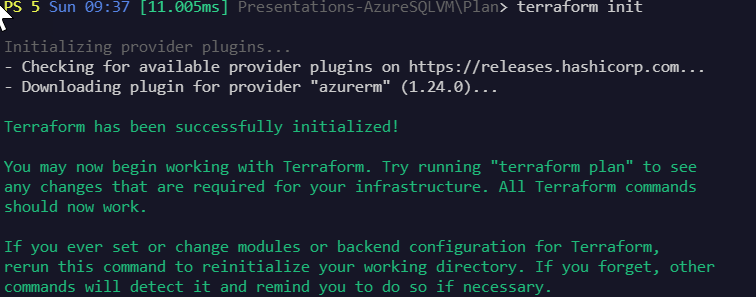 PS 5 Sun 09:37 [11.005ms] Presentations-AzureSQLVM\Plan> terraform init
Initializing provider plugins...
- Checking for available provider plugins on https://releases.hashicorp.com...
- Downloading plugin for provider "azurerm" (1.24.0)...
Terraform has been successfully initialized!
You may now begin working with Terraform. Try running "terraform plan" to see
any changes that are required for your infrastructure. All Terraform commands
should now work.
If you ever set or change modules or backend configuration for Terraform,
rerun this command to reinitialize your working directory. If you forget, other
commands will detect it and remind you to do so if necessary.